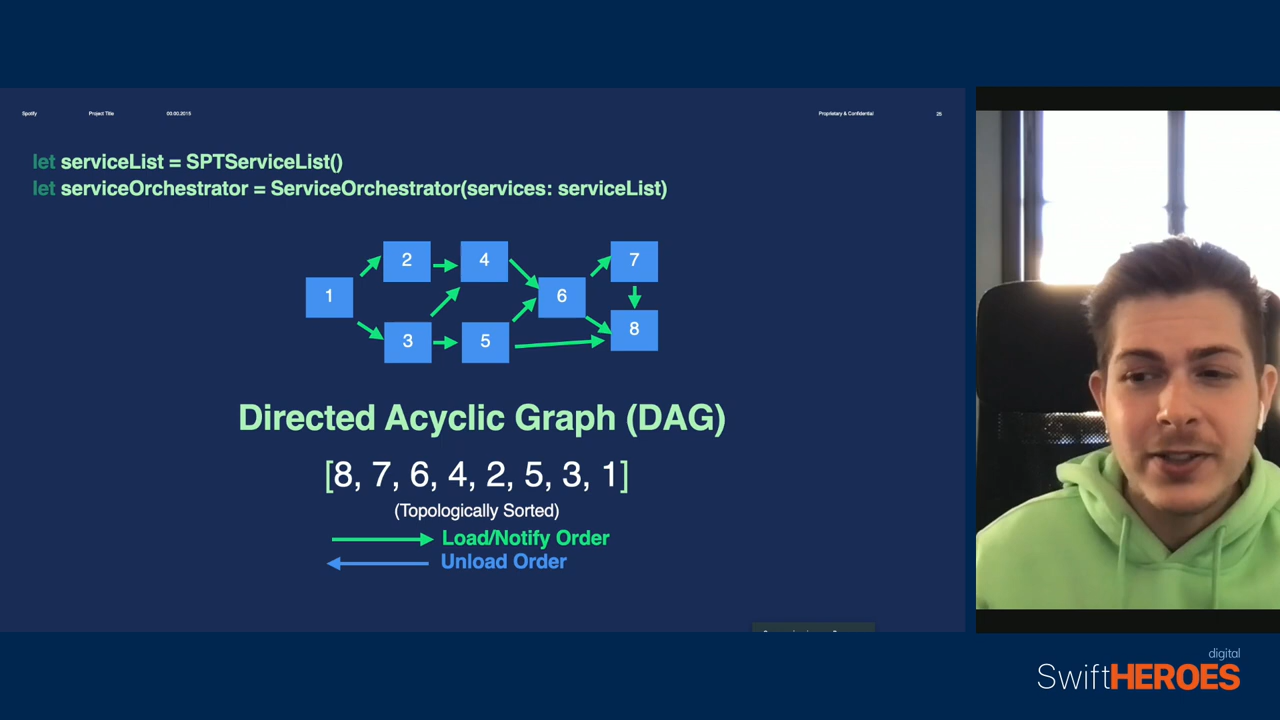 Spotify Project Title 00.00.2015 Proprietary & Confidential 25
let serviceList = SPTServiceList()
let serviceOrchestrator = ServiceOrchestrator(services: serviceList)
2 4 7
1 6
8
3 5
Directed Acyclic Graph (DAG)
[8, 7, 6, 4, 2, 5, 3, 1]
(Topologically Sorted)
Load/Notify Order
Unload Order
digital
SwiftHEROES